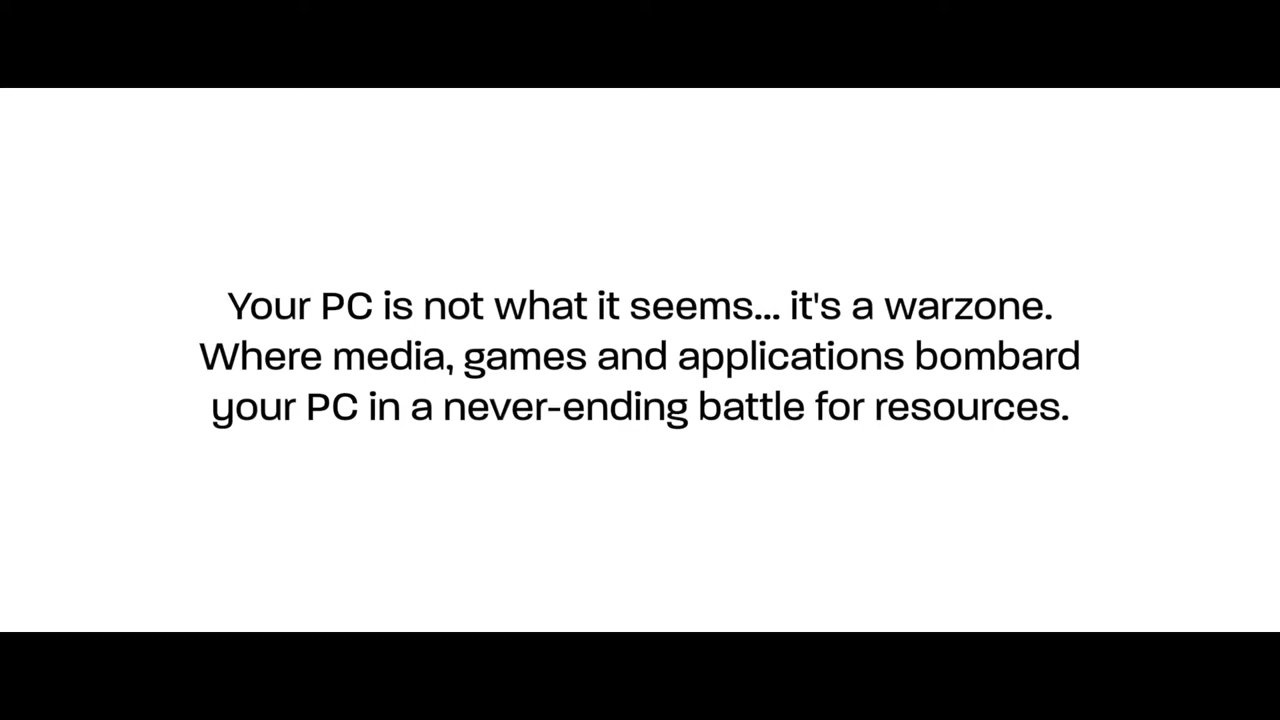 Your PC is not what it seems... it's a warzone.
Where media, games and applications bombard
your PC in a never-ending battle for resources.